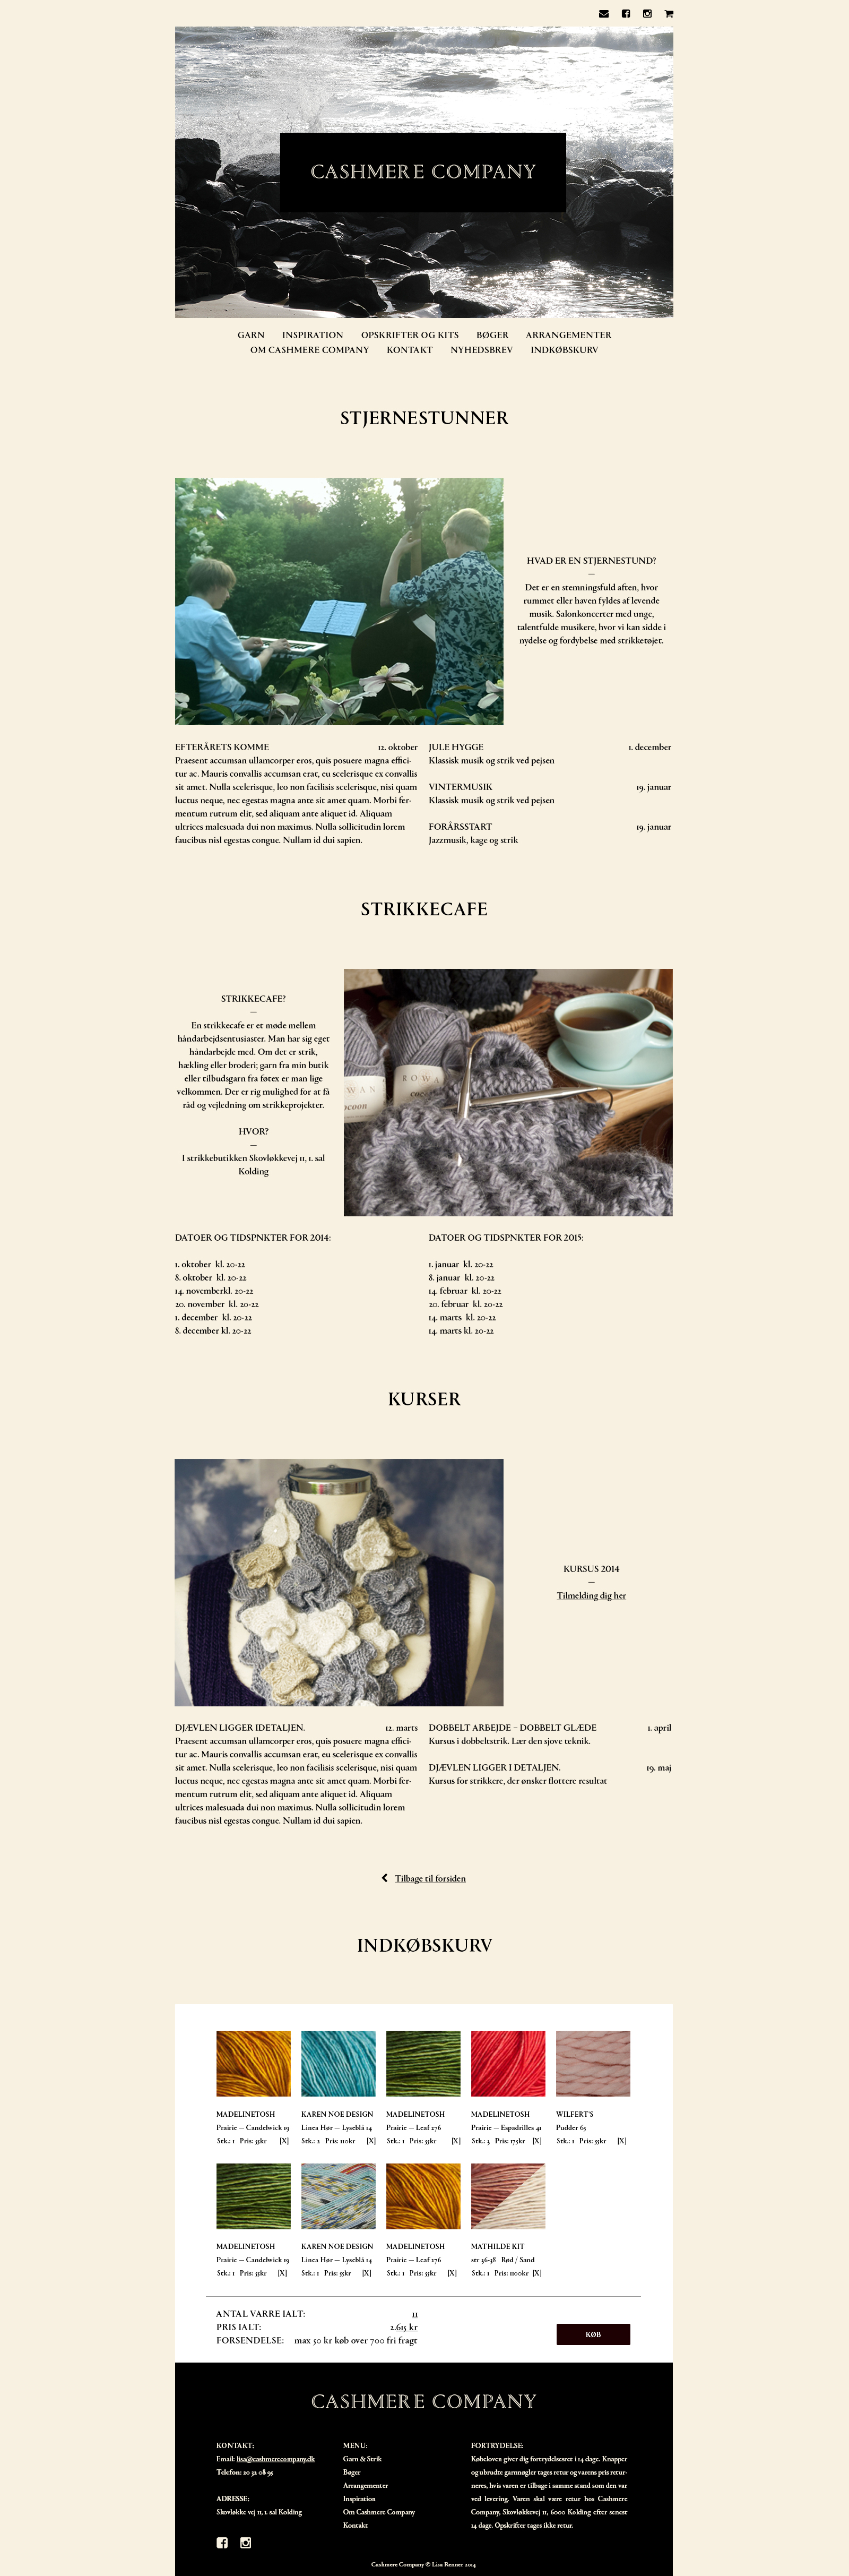 CASHMERE COMPANY
GARN INSPIRATION OPSKRIFTER OG KITS BØGER ARRANGEMENTER
OM CASHMERE COMPANY KONTAKT NYHEDSBREV INDKØBSKURV
STJERNESTUNNER
HVAD ER EN STJERNESTUND?
—
Det er en stemningsfuld aften, hvor
rummet eller haven fyldes af levende
musik. Salonkoncerter med unge,
talentfulde musikere, hvor vi kan sidde i
nydelse og fordybelse med strikketøjet.
EFTERÅRETS KOMME 12. oktober
Praesent accumsan ullamcorper eros, quis posuere magna effici-
tur ac. Mauris convallis accumsan erat, eu scelerisque ex convallis
sit amet. Nulla scelerisque, leo non facilisis scelerisque, nisi quam
luctus neque, nec egestas magna ante sit amet quam. Morbi fer-
mentum rutrum elit, sed aliquam ante aliquet id. Aliquam
ultrices malesuada dui non maximus. Nulla sollicitudin lorem
faucibus nisl egestas congue. Nullam id dui sapien.
JULE HYGGE 1. december
Klassisk musik og strik ved pejsen
VINTERMUSIK 19. januar
Klassisk musik og strik ved pejsen
FORÅRSSTART 19. januar
Jazzmusik, kage og strik
STRIKKECAFE
STRIKKECAFE?
—
En strikkecafe er et møde mellem
håndarbejdsentusiaster. Man har sig eget
håndarbejde med. Om det er strik,
hækling eller broderi; garn fra min butik
eller tilbudsgarn fra føtex er man lige
velkommen. Der er rig mulighed for at få
råd og vejledning om strikkeprojekter.
HVOR?
—
I strikkebutikken Skovløkkevej 11, 1. sal
Kolding
WAN
ocoon
ROWA
coc
DATOER OG TIDSPNKTER FOR 2014:
1. oktober kl. 20-22
8. oktober kl. 20-22
14. novemberkl. 20-22
20. november kl. 20-22
1. december kl. 20-22
8. december kl. 20-22
DATOER OG TIDSPNKTER FOR 2015:
1. januar kl. 20-22
8. januar kl. 20-22
14. februar kl. 20-22
20. februar kl. 20-22
14. marts kl. 20-22
14. marts kl. 20-22
KURSER
KURSUS 2014
—
Tilmelding dig her
DJÆVLEN LIGGER IDETALJEN. 12. marts
Praesent accumsan ullamcorper eros, quis posuere magna effici-
tur ac. Mauris convallis accumsan erat, eu scelerisque ex convallis
sit amet. Nulla scelerisque, leo non facilisis scelerisque, nisi quam
luctus neque, nec egestas magna ante sit amet quam. Morbi fer-
mentum rutrum elit, sed aliquam ante aliquet id. Aliquam
ultrices malesuada dui non maximus. Nulla sollicitudin lorem
faucibus nisl egestas congue. Nullam id dui sapien.
DOBBELT ARBEJDE – DOBBELT GLÆDE 1. april
Kursus i dobbeltstrik. Lær den sjove teknik.
DJÆVLEN LIGGER I DETALJEN. 19. maj
Kursus for strikkere, der ønsker flottere resultat
Tilbage til forsiden
INDKØBSKURV
MADELINETOSH
Prairie — Candelwick 19
Stk.: 1 Pris: 55kr [X]
KAREN NOE DESIGN
Linea Hør — Lyseblå 14
Stk.: 2 Pris: 110kr [X]
MADELINETOSH
Prairie — Leaf 276
Stk.: 1 Pris: 55kr [X]
MADELINETOSH
Prairie — Espadrilles 41
Stk.: 3 Pris: 175kr [X]
WILFERT'S
Pudder 65
Stk.: 1 Pris: 55kr [X]
MADELINETOSH
Prairie — Candelwick 19
Stk.: 1 Pris: 55kr [X]
KAREN NOE DESIGN
Linea Hør — Lyseblå 14
Stk.: 1 Pris: 55kr [X]
MADELINETOSH
Prairie — Leaf 276
Stk.: 1 Pris: 55kr [X]
MATHILDE KIT
str 36-38 Rød / Sand
Stk.: 1 Pris: 1100kr [X]
ANTAL VARRE IALT: 11
PRIS IALT: 2.615 kr
FORSENDELSE: max 50 kr køb over 700 fri fragt
KØB
CASHMERE COMPANY
KONTAKT:
Email: lisa@cashmerecompany.dk
Telefon: 20 32 08 95
ADRESSE:
Skovløkke vej 11, 1. sal Kolding
MENU:
Garn & Strik
Bøger
Arrangementer
Inspiration
Om Cashmere Company
Kontakt
FORTRYDELSE:
Købeloven giver dig fortrydelsesret i 14 dage. Knapper
og ubrudte garnnøgler tages retur og varens pris retur-
neres, hvis varen er tilbage i samme stand som den var
ved levering. Varen skal være retur hos Cashmere
Company, Skovløkkevej 11, 6000 Kolding efter senest
14 dage. Opskrifter tages ikke retur.
Cashmere Company © Lisa Renner 2014